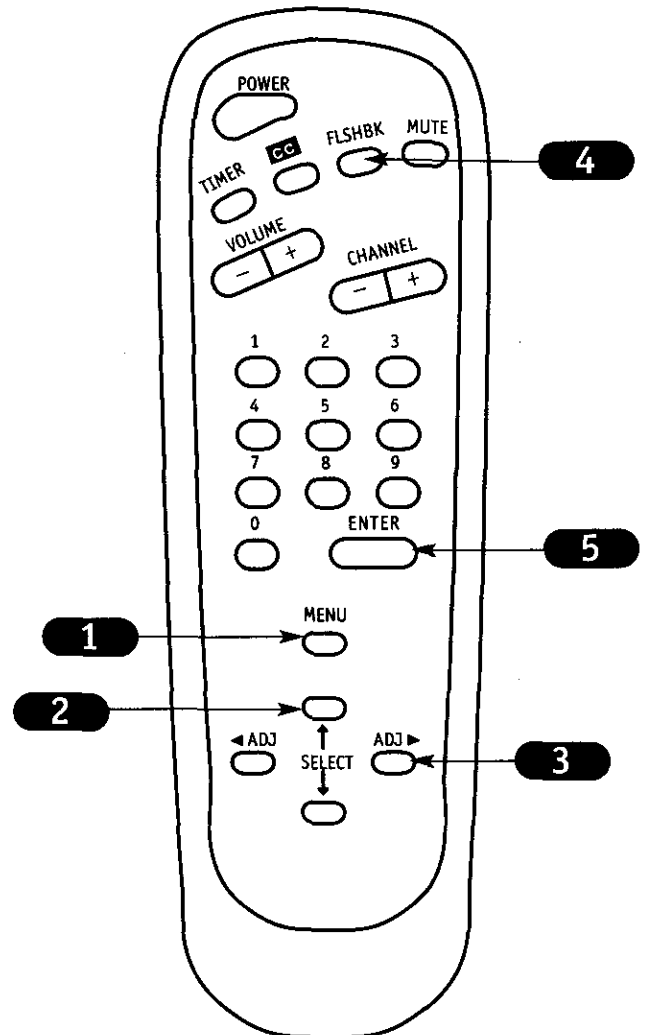 POWER
FLSHBK MUTE
CC
4
TIMER
VOLUME
- +
CHANNEL
- +
1 2 3
4 5 6
7 8 9
0 ENTER
5
MENU
1
2
◄ ADJ ADJ ►
SELECT
3